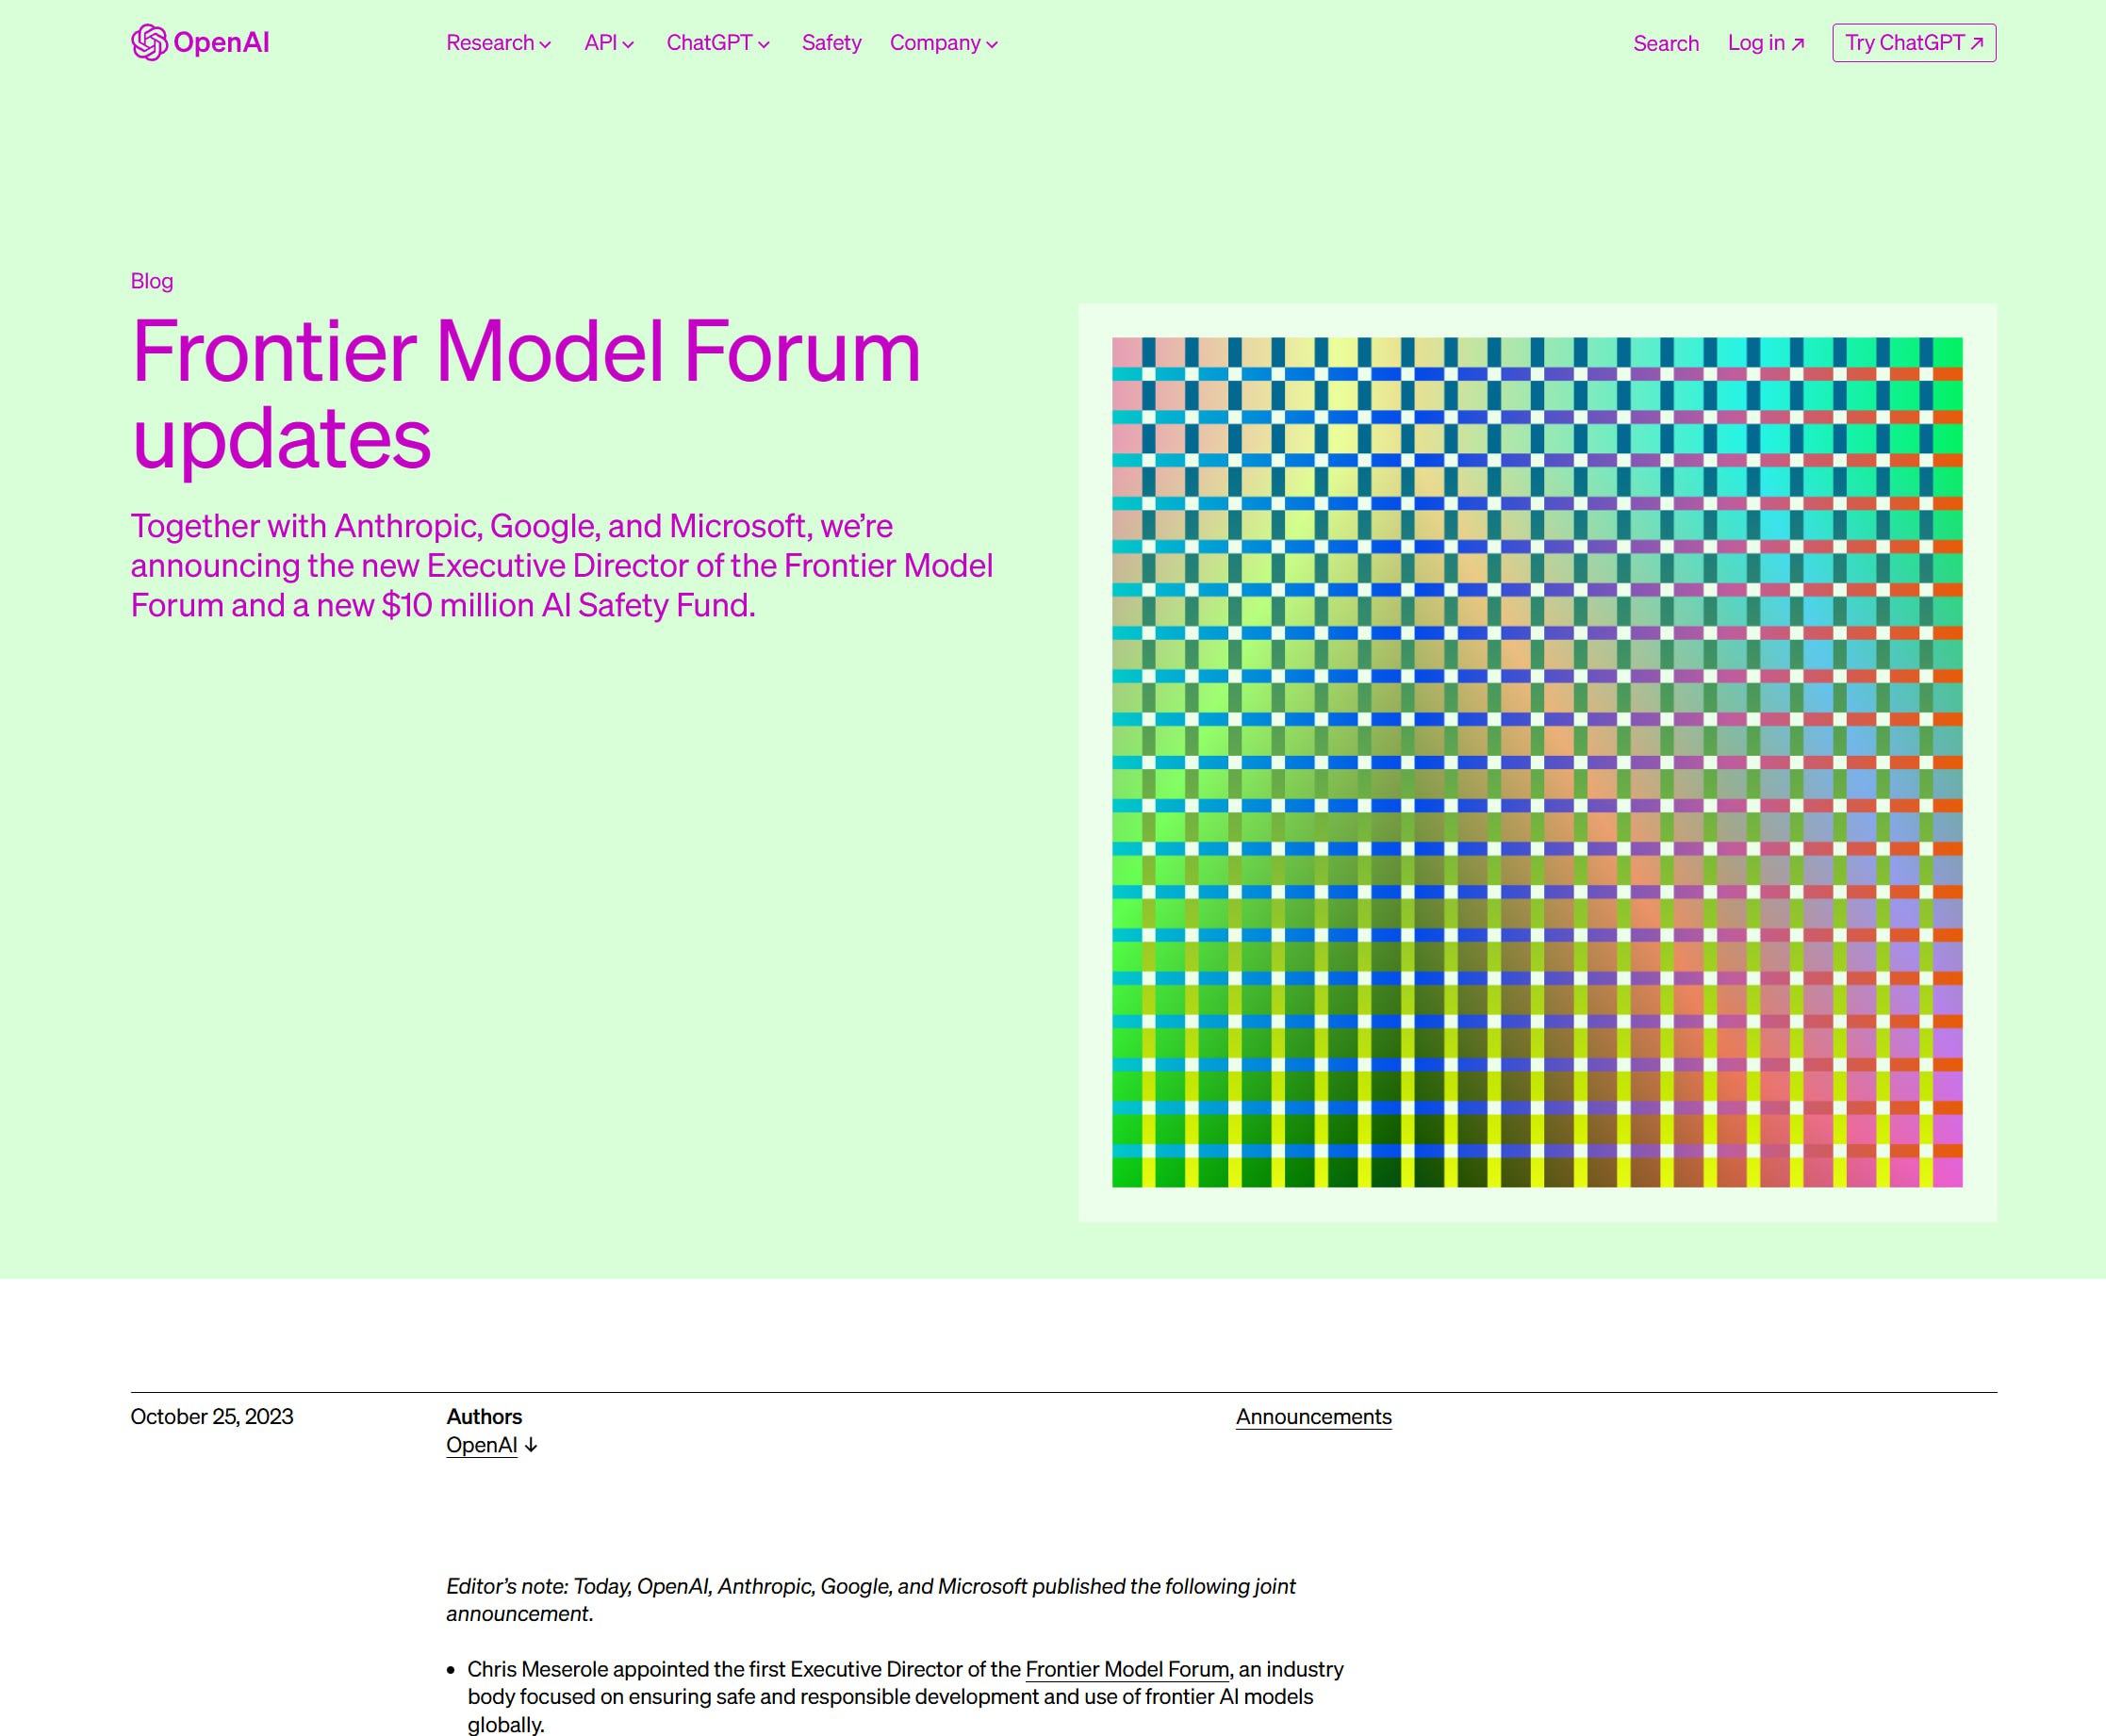 OpenAI
Research
API
ChatGPT
Safety
Company
Search
Log in ↗
Try ChatGPT ↗
Blog
Frontier Model Forum
updates
Together with Anthropic, Google, and Microsoft, we’re
announcing the new Executive Director of the Frontier Model
Forum and a new $10 million AI Safety Fund.
October 25, 2023
Authors
OpenAI ↓
Announcements
Editor’s note: Today, OpenAI, Anthropic, Google, and Microsoft published the following joint
announcement.
• Chris Meserole appointed the first Executive Director of the Frontier Model Forum, an industry
body focused on ensuring safe and responsible development and use of frontier AI models
globally.